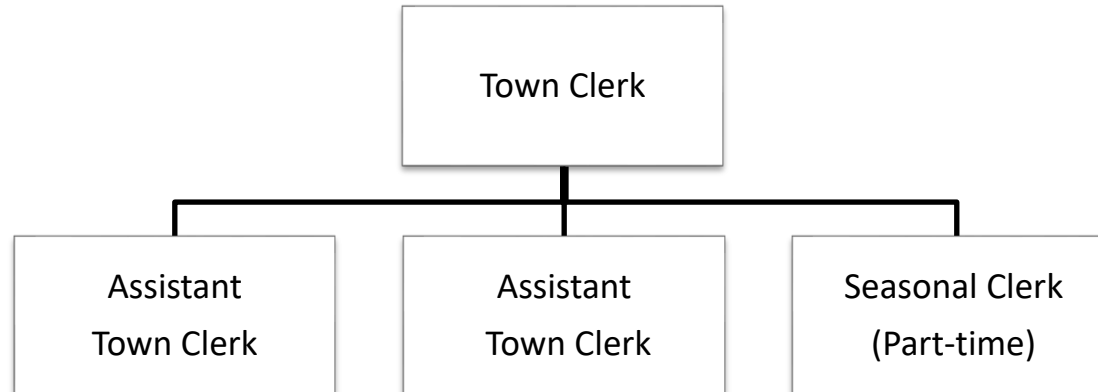 Town Clerk
Assistant
Town Clerk
Assistant
Town Clerk
Seasonal Clerk
(Part-time)